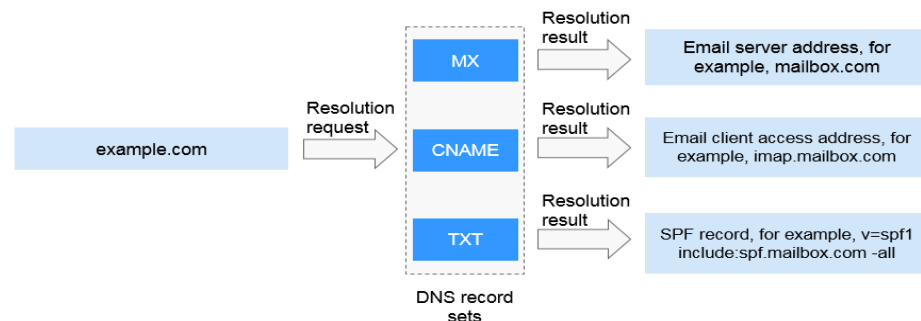 example.com
Resolution
request
MX
CNAME
TXT
DNS record
sets
Resolution
result
Email server address, for
example, mailbox.com
Resolution
result
Email client access address, for
example, imap.mailbox.com
Resolution
result
SPF record, for example, v=spf1
include:spf.mailbox.com -all